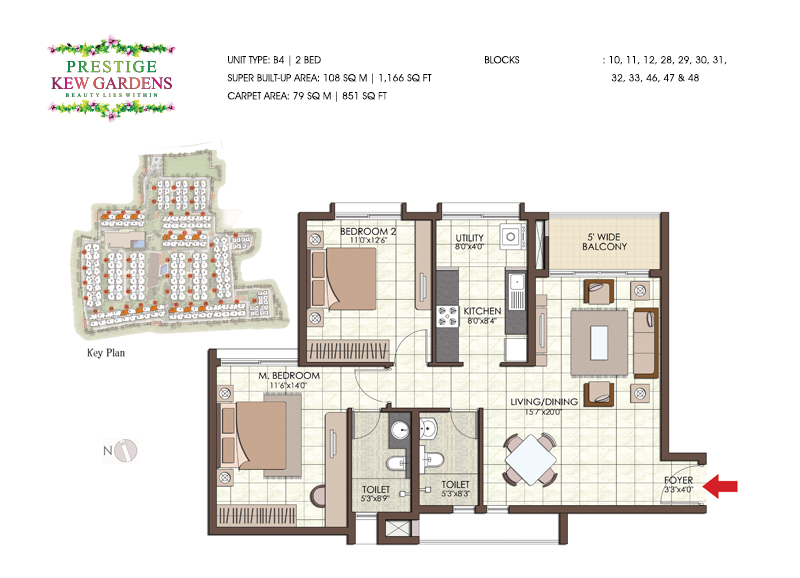 PRESTIGE
KEW GARDENS
BEAUTY LIES WITHIN
UNIT TYPE: B4 | 2 BED
SUPER BUILT-UP AREA: 108 SQ M | 1,166 SQ FT
CARPET AREA: 79 SQ M | 851 SQ FT
BLOCKS : 10, 11, 12, 28, 29, 30, 31,
32, 33, 46, 47 & 48
Key Plan
N
BEDROOM 2
11'0"x12'6"
UTILITY
8'0"x4'0"
5' WIDE
BALCONY
KITCHEN
8'0"x8'4"
M. BEDROOM
11'6"x14'0"
LIVING/DINING
15'7"x20'0"
TOILET
5'3"x8'9"
TOILET
5'3"x8'3"
FOYER
3'3"x4'0"